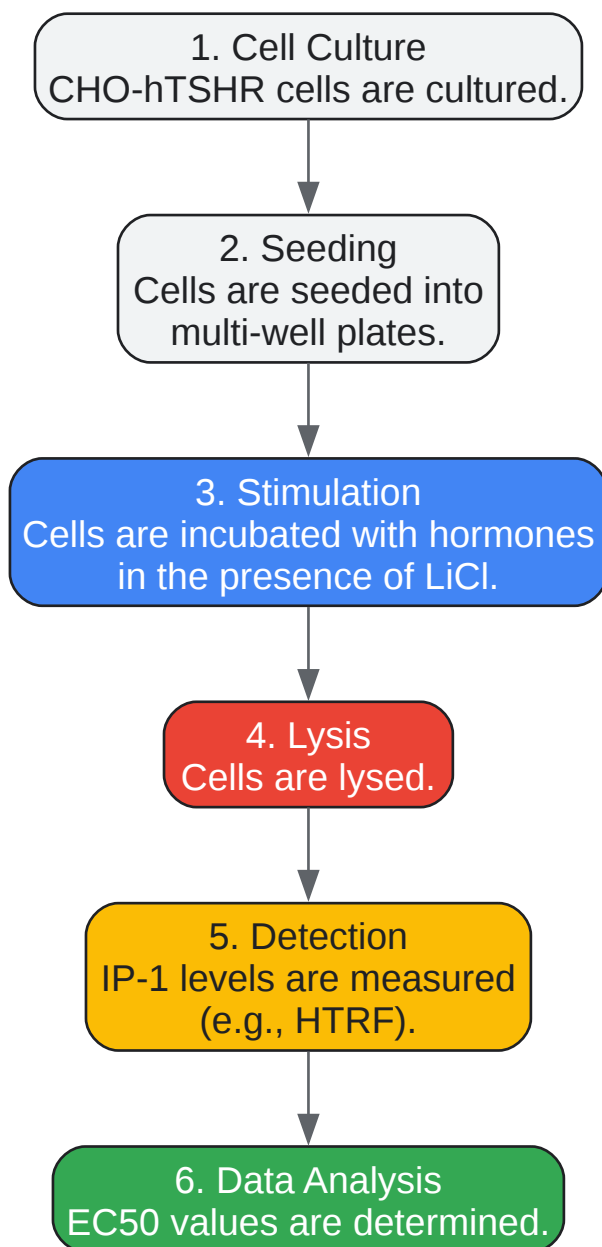 1. Cell Culture
CHO-hTSHR cells are cultured.
2. Seeding
Cells are seeded into
multi-well plates.
3. Stimulation
Cells are incubated with hormones
in the presence of LiCl.
4. Lysis
Cells are lysed.
5. Detection
IP-1 levels are measured
(e.g., HTRF).
6. Data Analysis
EC50 values are determined.